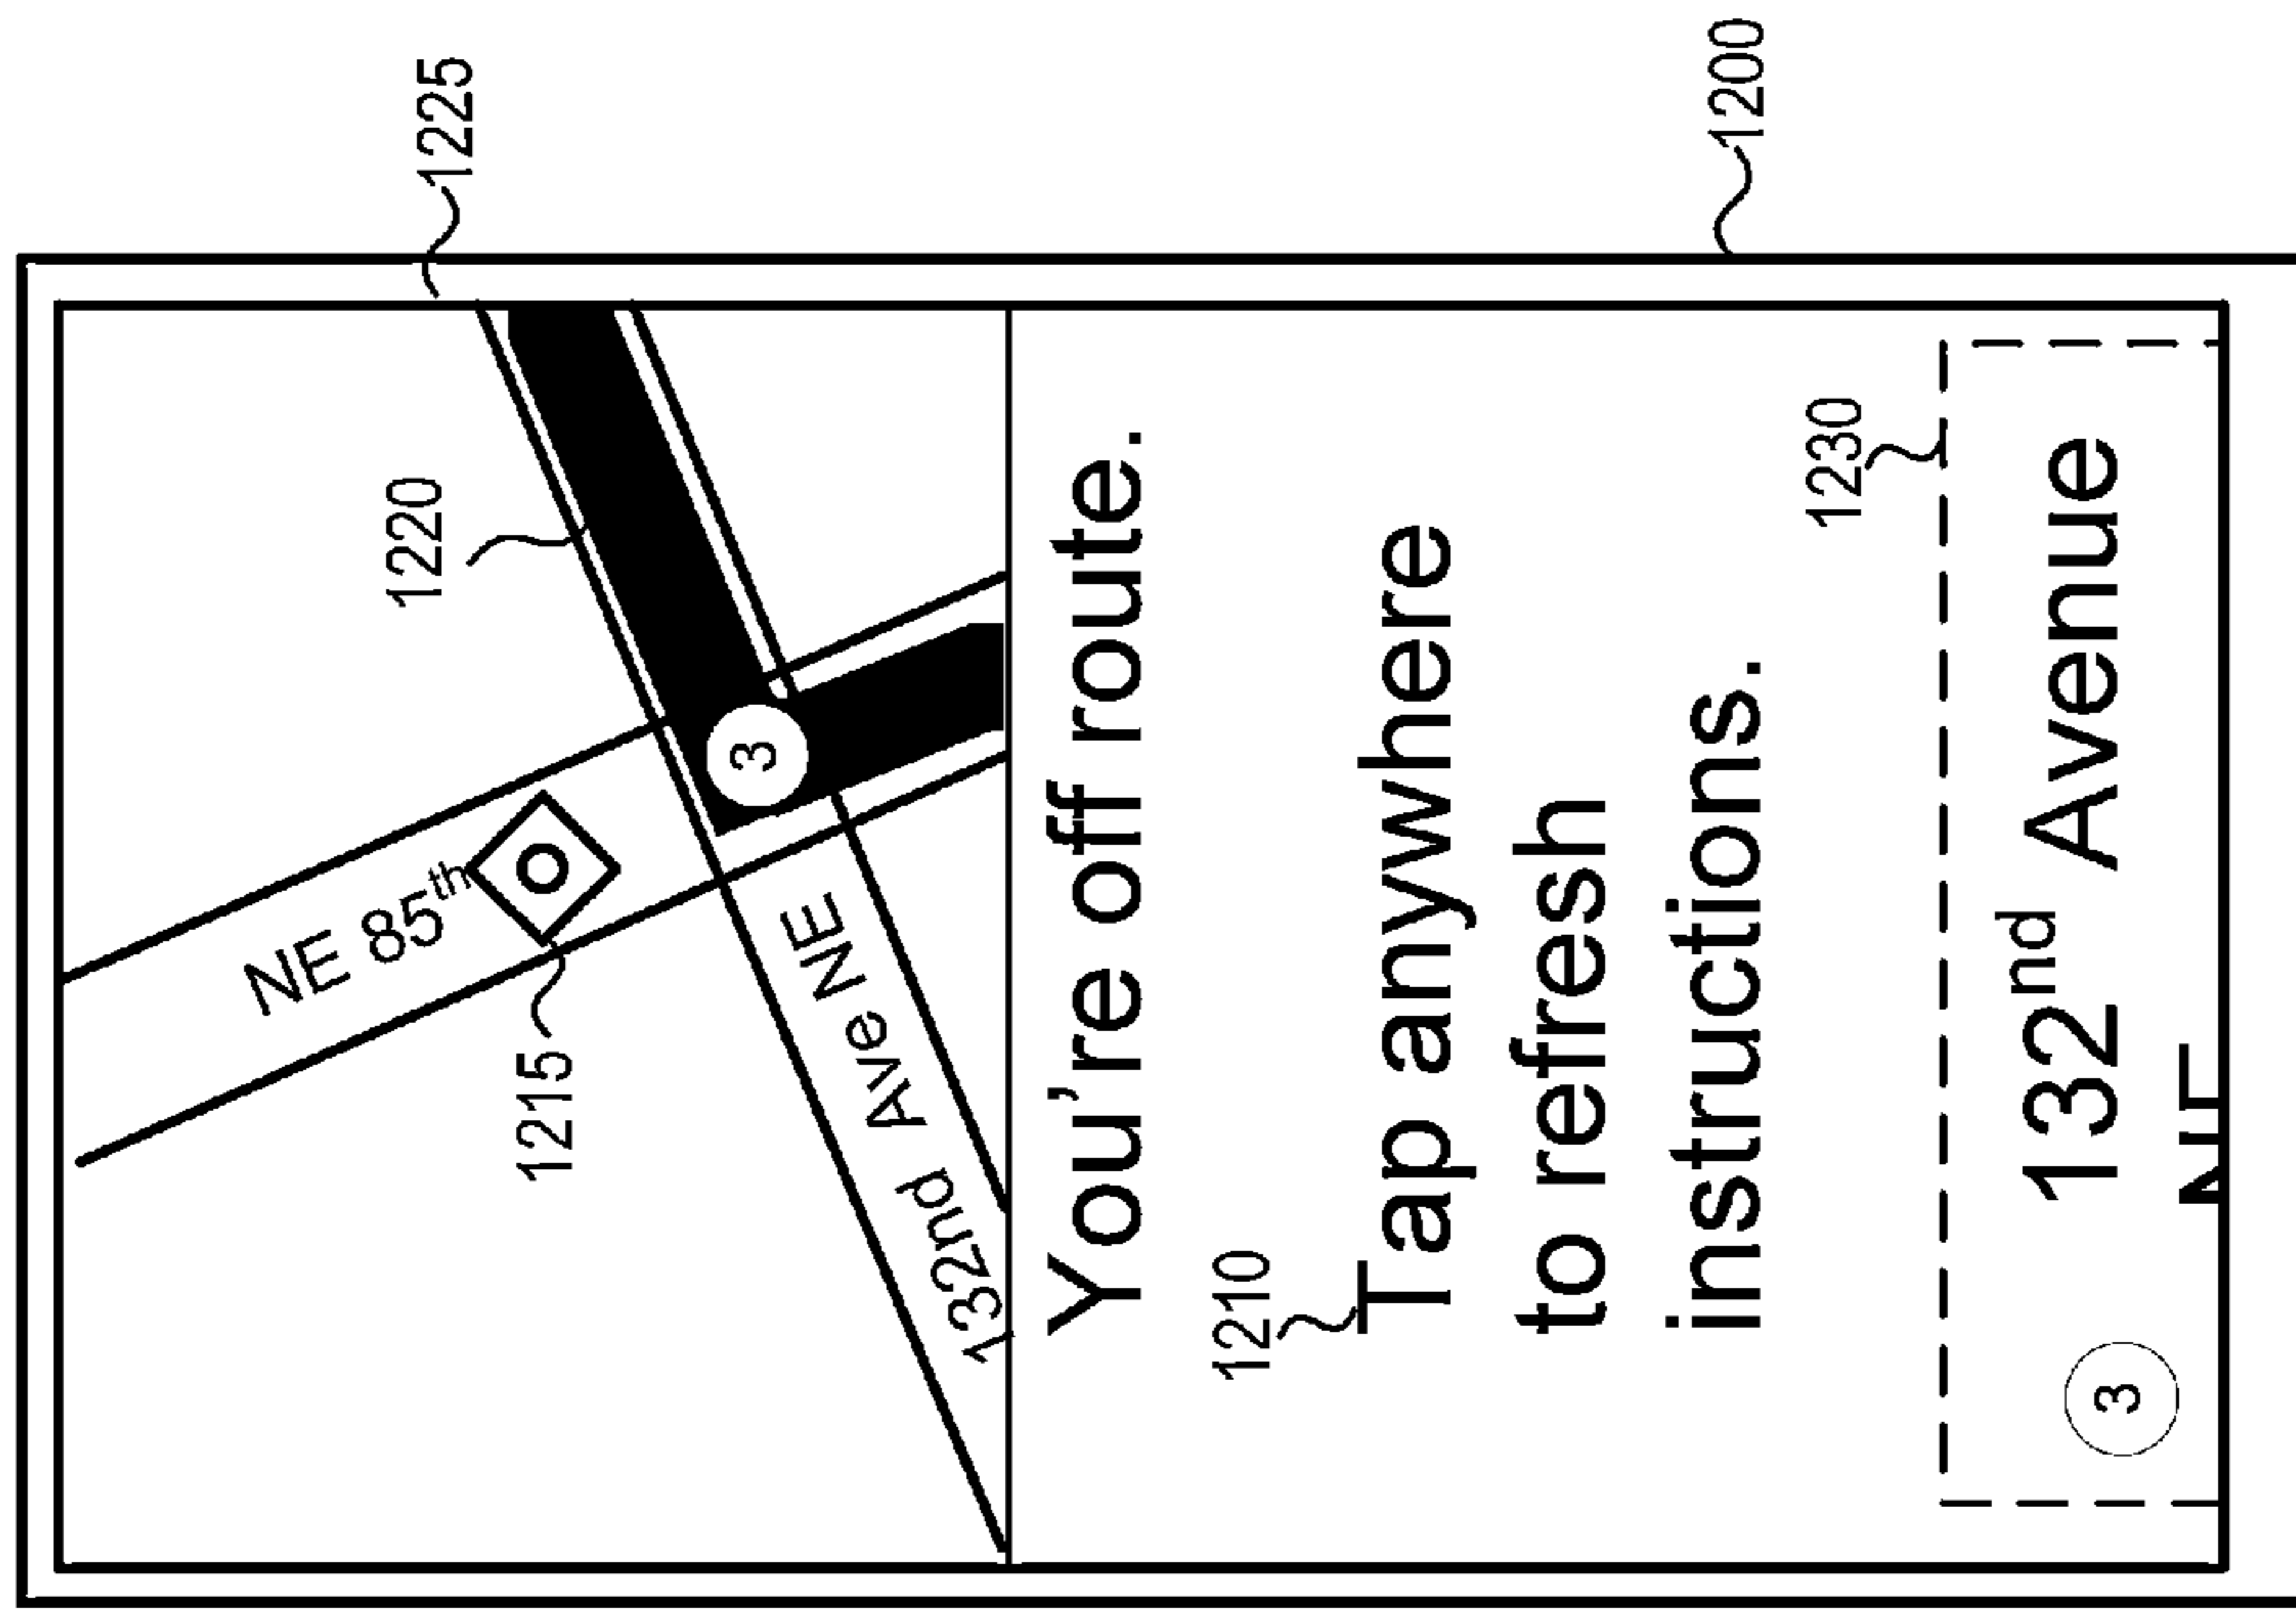 1225
1220
NE 85th
1215
3
132nd Ave NE
You're off route.
1210
Tap anywhere
to refresh
instructions.
1200
1230
3
132nd Avenue
NE